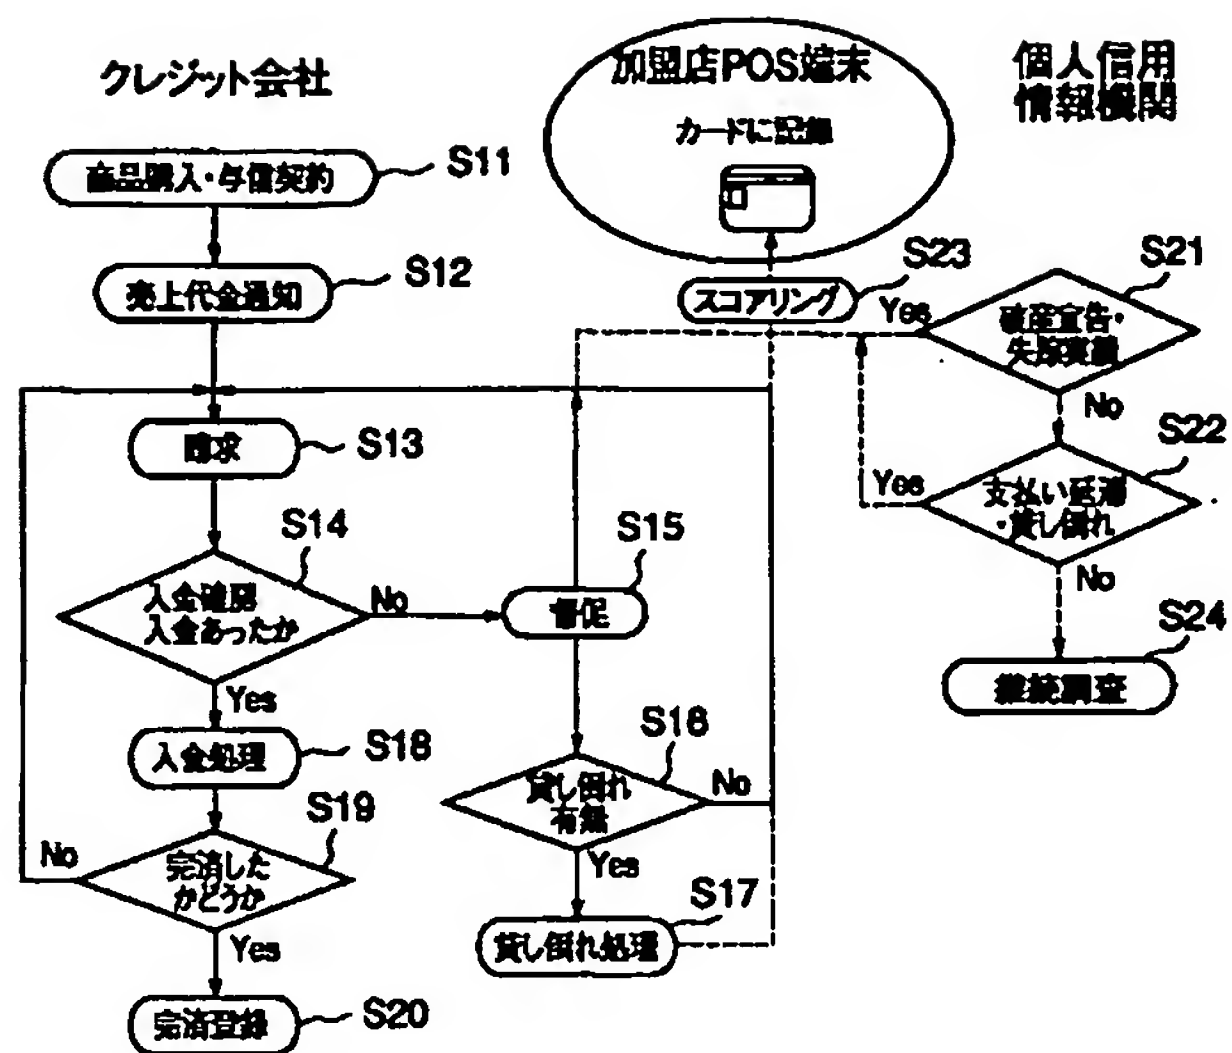 クレジット会社
商品購入・与信契約
S11
売上代金通知
S12
請求
S13
入金確認
入金あったか
S14
No
Yes
督促
S15
入金処理
S18
完済した
かどうか
S19
No
Yes
完済登録
S20
貸し倒れ
有無
S16
No
Yes
貸し倒れ処理
S17
加盟店POS端末
カードに記録
スコアリング
S23
個人信用
情報機関
破産宣告・
失踪実績
S21
Yes
No
支払い延滞
・貸し倒れ
S22
Yes
No
継続調査
S24